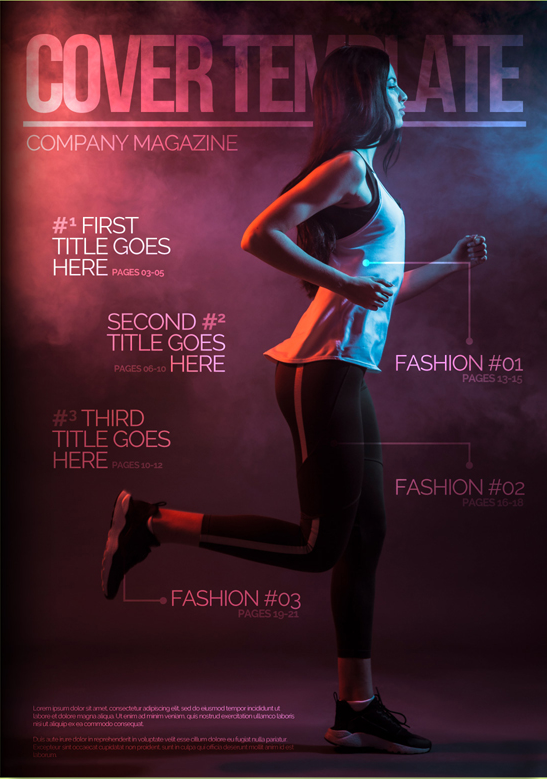 COVER TEMPLATE
COMPANY MAGAZINE
#1 FIRST
TITLE GOES
HERE PAGES 03-05
SECOND #2
TITLE GOES
PAGES 06-10 HERE
#3 THIRD
TITLE GOES
HERE PAGES 10-12
FASHION #01
PAGES 13-15
FASHION #02
PAGES 16-18
FASHION #03
PAGES 19-21
Lorem ipsum dolor sit amet, consectetur adipiscing elit, sed do eiusmod tempor incididunt ut
labore et dolore magna aliqua. Ut enim ad minim veniam, quis nostrud exercitation ullamco laboris
nisi ut aliquip ex ea commodo consequat.
Duis aute irure dolor in reprehenderit in voluptate velit esse cillum dolore eu fugiat nulla pariatur.
Excepteur sint occaecat cupidatat non proident, sunt in culpa qui officia deserunt mollit anim id est
laborum.